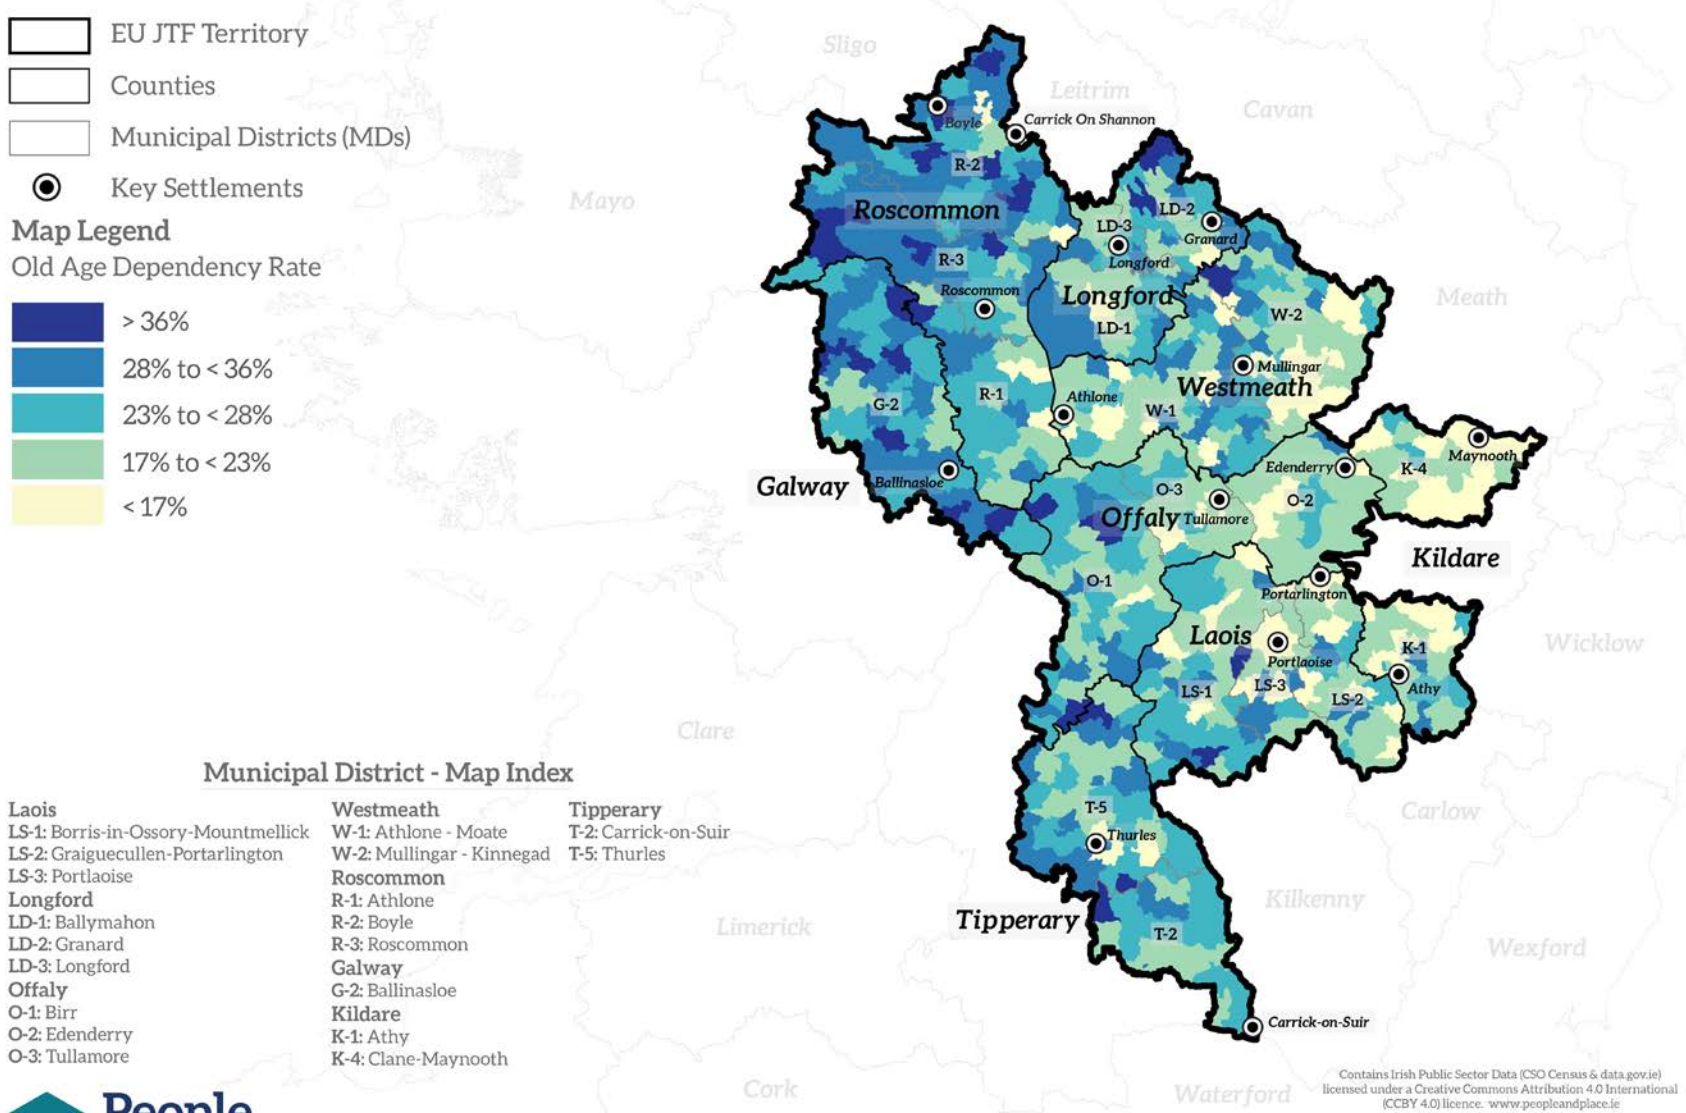 EU JTF Territory
Counties
Municipal Districts (MDs)
Key Settlements
Map Legend
Old Age Dependency Rate
> 36%
28% to < 36%
23% to < 28%
17% to < 23%
< 17%
Sligo
Leitrim
Cavan
Mayo
Meath
Boyle
Carrick On Shannon
R-2
Roscommon
LD-2
LD-3
Granard
Longford
R-3
Roscommon
Longford
LD-1
W-2
Mullingar
Westmeath
G-2
R-1
Athlone
W-1
Maynooth
Edenderry
K-4
Galway
Ballinasloe
O-3
O-2
Offaly
Tullamore
Kildare
O-1
Portarlington
Laois
Wicklow
Portlaoise
K-1
LS-1
LS-3
LS-2
Athy
Clare
Carlow
T-5
Thurles
Kilkenny
Tipperary
Limerick
T-2
Wexford
Carrick-on-Suir
Cork
Waterford
Municipal District - Map Index
Laois
LS-1: Borris-in-Ossory-Mountmellick
LS-2: Graiguecullen-Portarlington
LS-3: Portlaoise
Longford
LD-1: Ballymahon
LD-2: Granard
LD-3: Longford
Offaly
O-1: Birr
O-2: Edenderry
O-3: Tullamore
Westmeath
W-1: Athlone - Moate
W-2: Mullingar - Kinnegad
Roscommon
R-1: Athlone
R-2: Boyle
R-3: Roscommon
Galway
G-2: Ballinasloe
Kildare
K-1: Athy
K-4: Clane-Maynooth
Tipperary
T-2: Carrick-on-Suir
T-5: Thurles
People
Contains Irish Public Sector Data (CSO Census & data.gov.ie)
licensed under a Creative Commons Attribution 4.0 International
(CCBY 4.0) licence. www.peopleandplace.ie